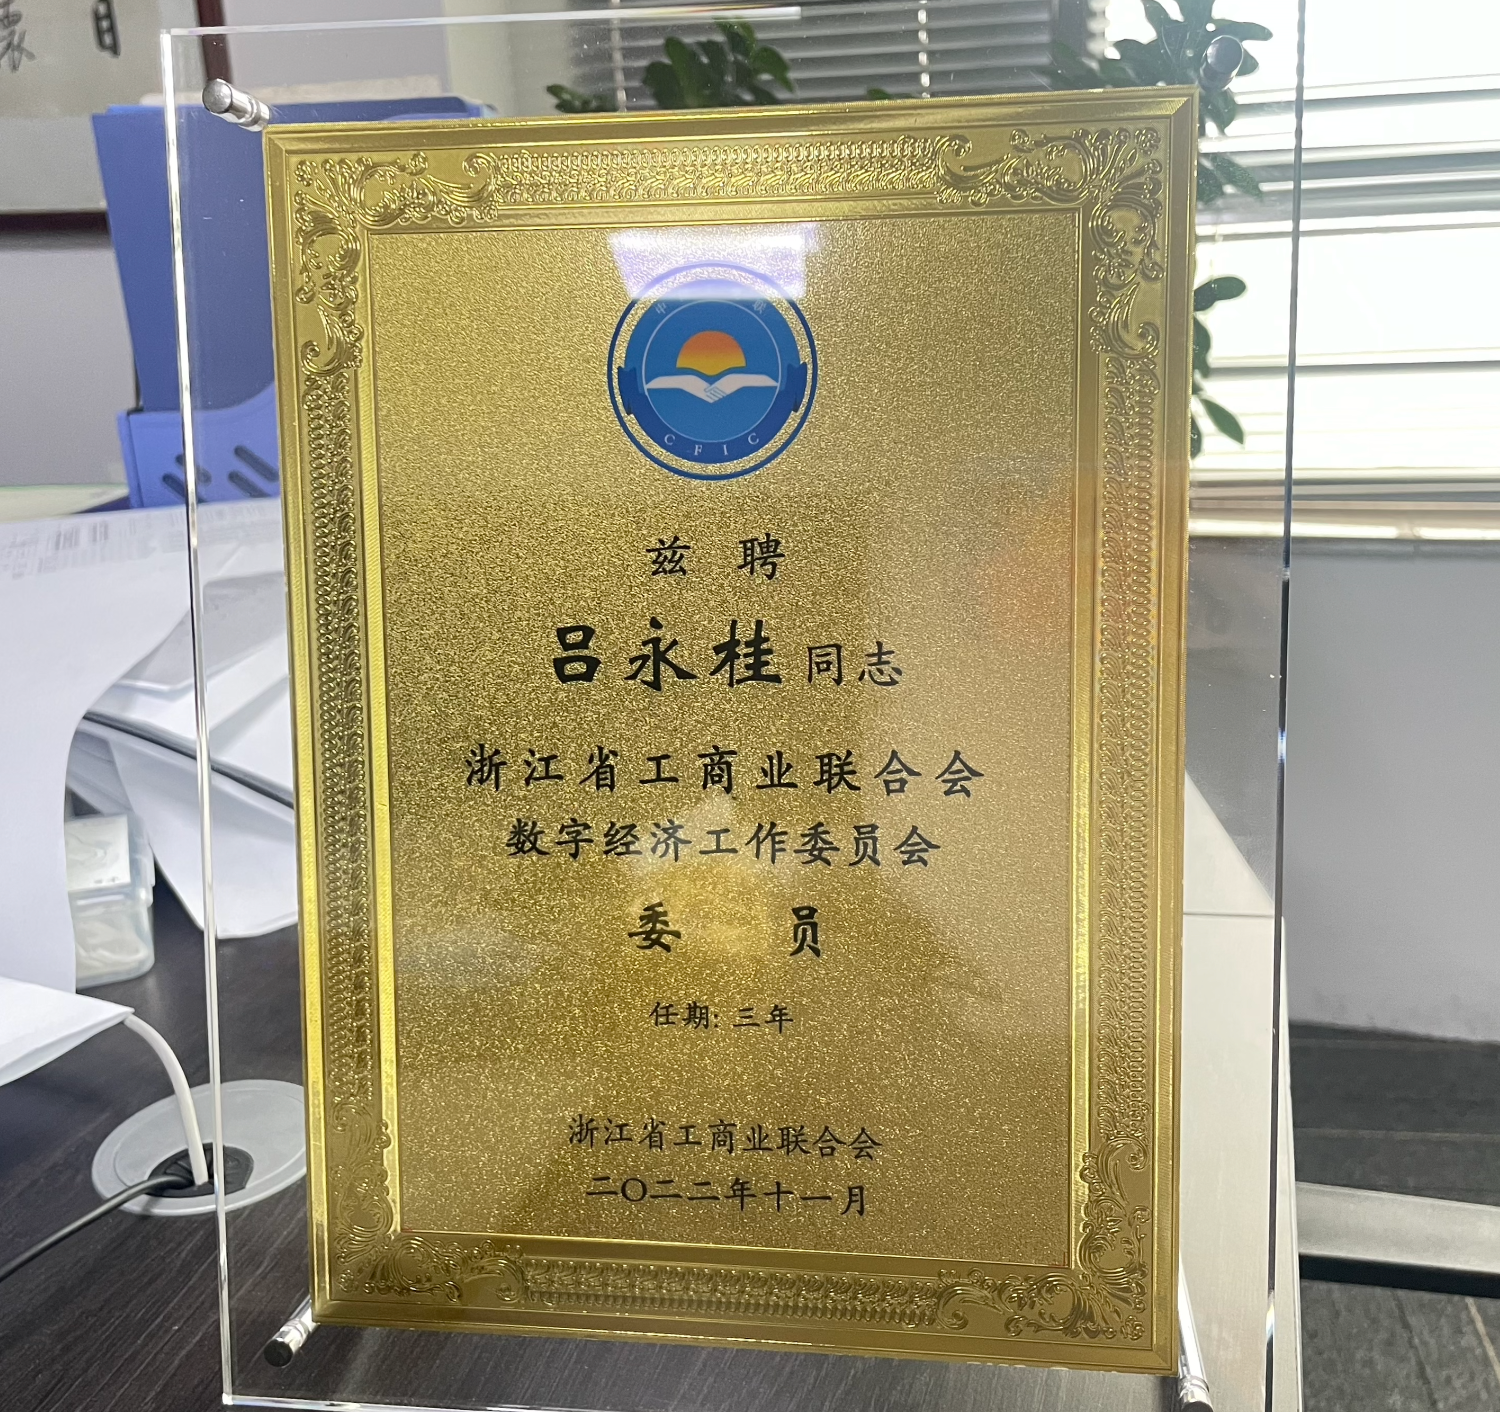 CFIC
兹 聘
吕永桂 同志
浙江省工商业联合会
数字经济工作委员会
委 员
任期: 三年
浙江省工商业联合会
二〇二二年十一月